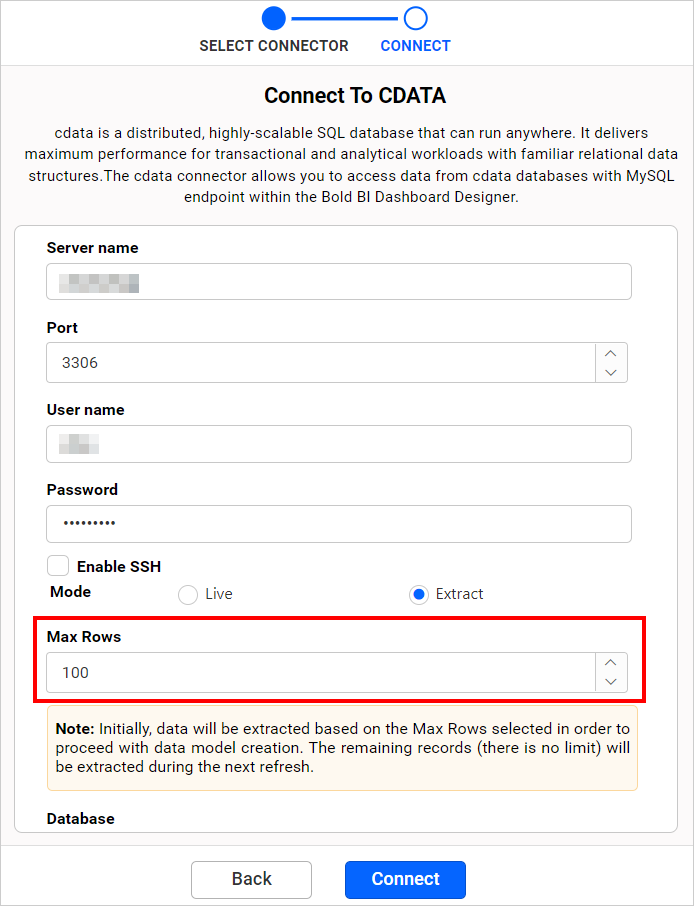 SELECT CONNECTOR CONNECT
Connect To CDATA
cdata is a distributed, highly-scalable SQL database that can run anywhere. It delivers
maximum performance for transactional and analytical workloads with familiar relational data
structures.The cdata connector allows you to access data from cdata databases with MySQL
endpoint within the Bold BI Dashboard Designer.
Server name
Port
3306
User name
Password
•••••••••
Enable SSH
Mode Live Extract
Max Rows
100
Note: Initially, data will be extracted based on the Max Rows selected in order to
proceed with data model creation. The remaining records (there is no limit) will
be extracted during the next refresh.
Database
Back Connect